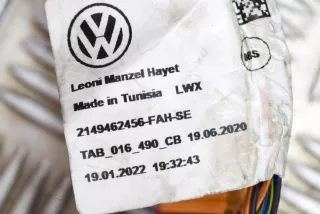 Leoni Manzel Hayet
Made in Tunisia LWX
2149462456-FAH-SE
TAB_016_490_CB 19.06.2020
19.01.2022 19:32:43